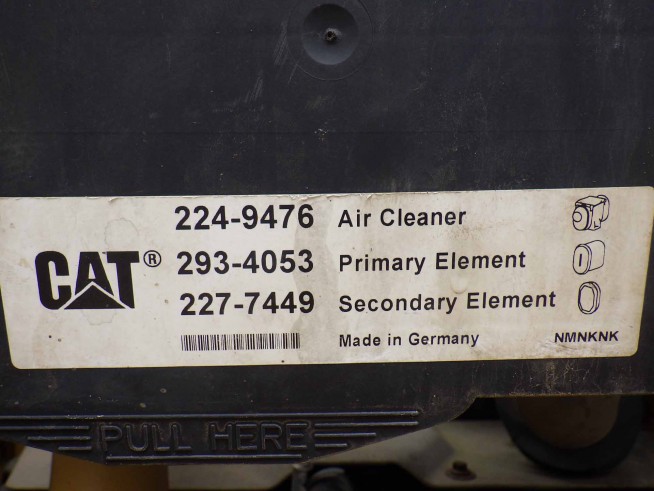 224-9476 Air Cleaner
CAT® 293-4053 Primary Element
227-7449 Secondary Element
Made in Germany NMNKNK
PULL HERE